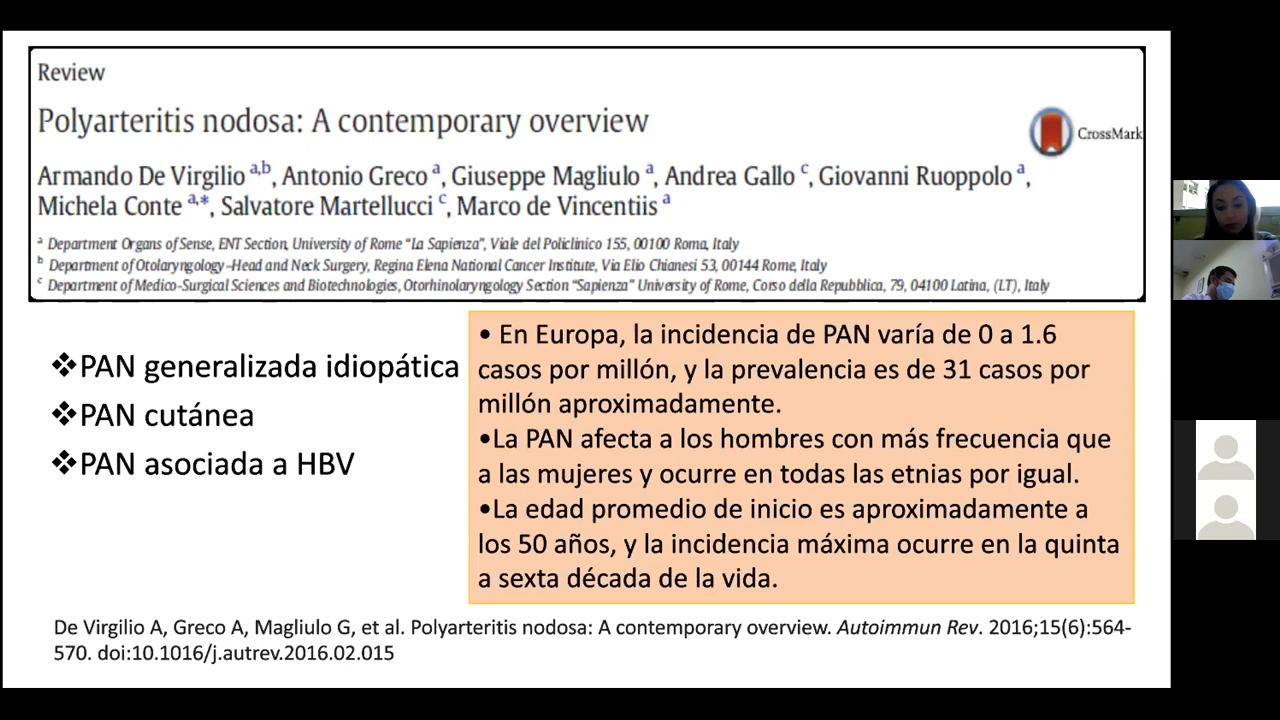 Review
Polyarteritis nodosa: A contemporary overview
CrossMark
Armando De Virgilio a,b, Antonio Greco a, Giuseppe Magliulo a, Andrea Gallo c, Giovanni Ruoppolo a,
Michela Conte a,*, Salvatore Martellucci c, Marco de Vincentiis a
a Department Organs of Sense, ENT Section, University of Rome "La Sapienza", Viale del Policlinico 155, 00100 Roma, Italy
b Department of Otolaryngology–Head and Neck Surgery, Regina Elena National Cancer Institute, Via Elio Chianesi 53, 00144 Rome, Italy
c Department of Medico-Surgical Sciences and Biotechnologies, Otorhinolaryngology Section "Sapienza" University of Rome, Corso della Repubblica, 79, 04100 Latina, (LT), Italy
❖PAN generalizada idiopática
❖PAN cutánea
❖PAN asociada a HBV
• En Europa, la incidencia de PAN varía de 0 a 1.6
casos por millón, y la prevalencia es de 31 casos por
millón aproximadamente.
•La PAN afecta a los hombres con más frecuencia que
a las mujeres y ocurre en todas las etnias por igual.
•La edad promedio de inicio es aproximadamente a
los 50 años, y la incidencia máxima ocurre en la quinta
a sexta década de la vida.
De Virgilio A, Greco A, Magliulo G, et al. Polyarteritis nodosa: A contemporary overview. Autoimmun Rev. 2016;15(6):564-
570. doi:10.1016/j.autrev.2016.02.015